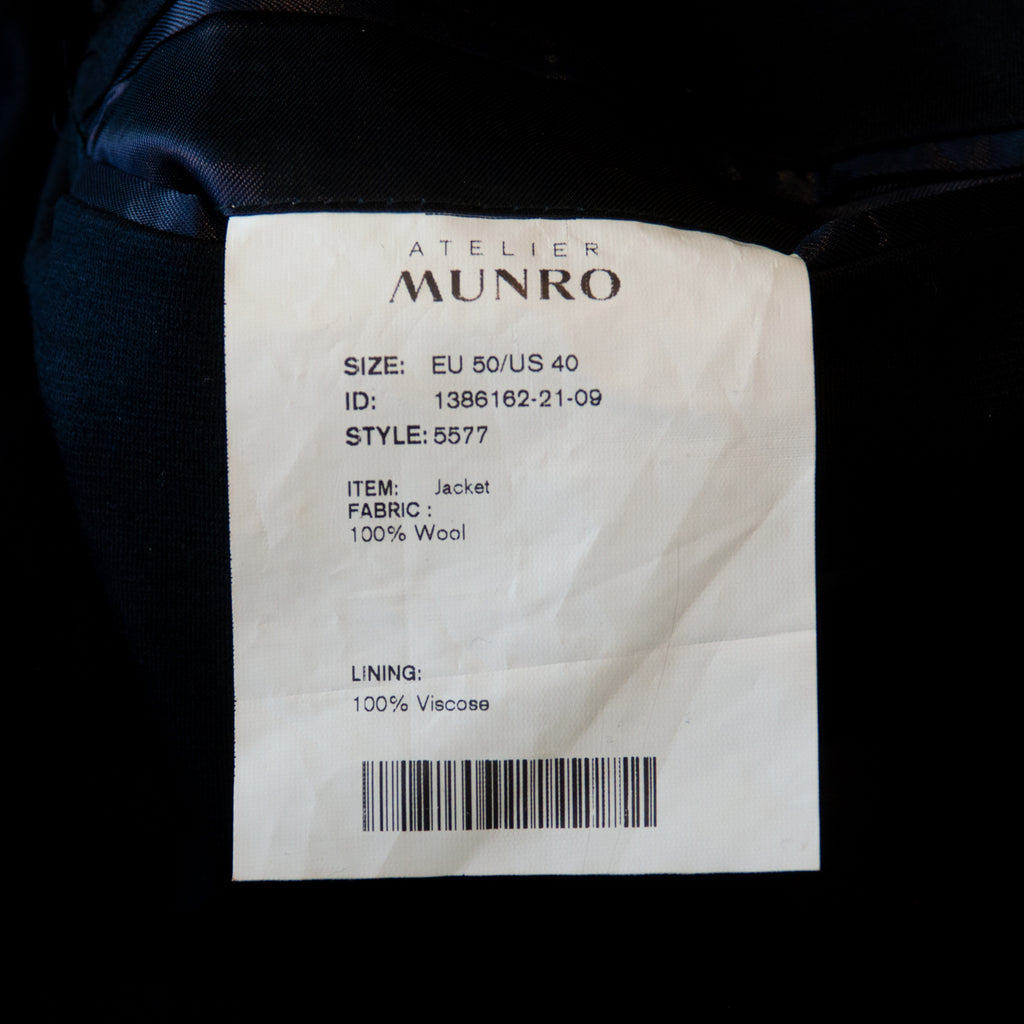 ATELIER
MUNRO
SIZE: EU 50/US 40
ID: 1386162-21-09
STYLE: 5577
ITEM: Jacket
FABRIC :
100% Wool
LINING:
100% Viscose